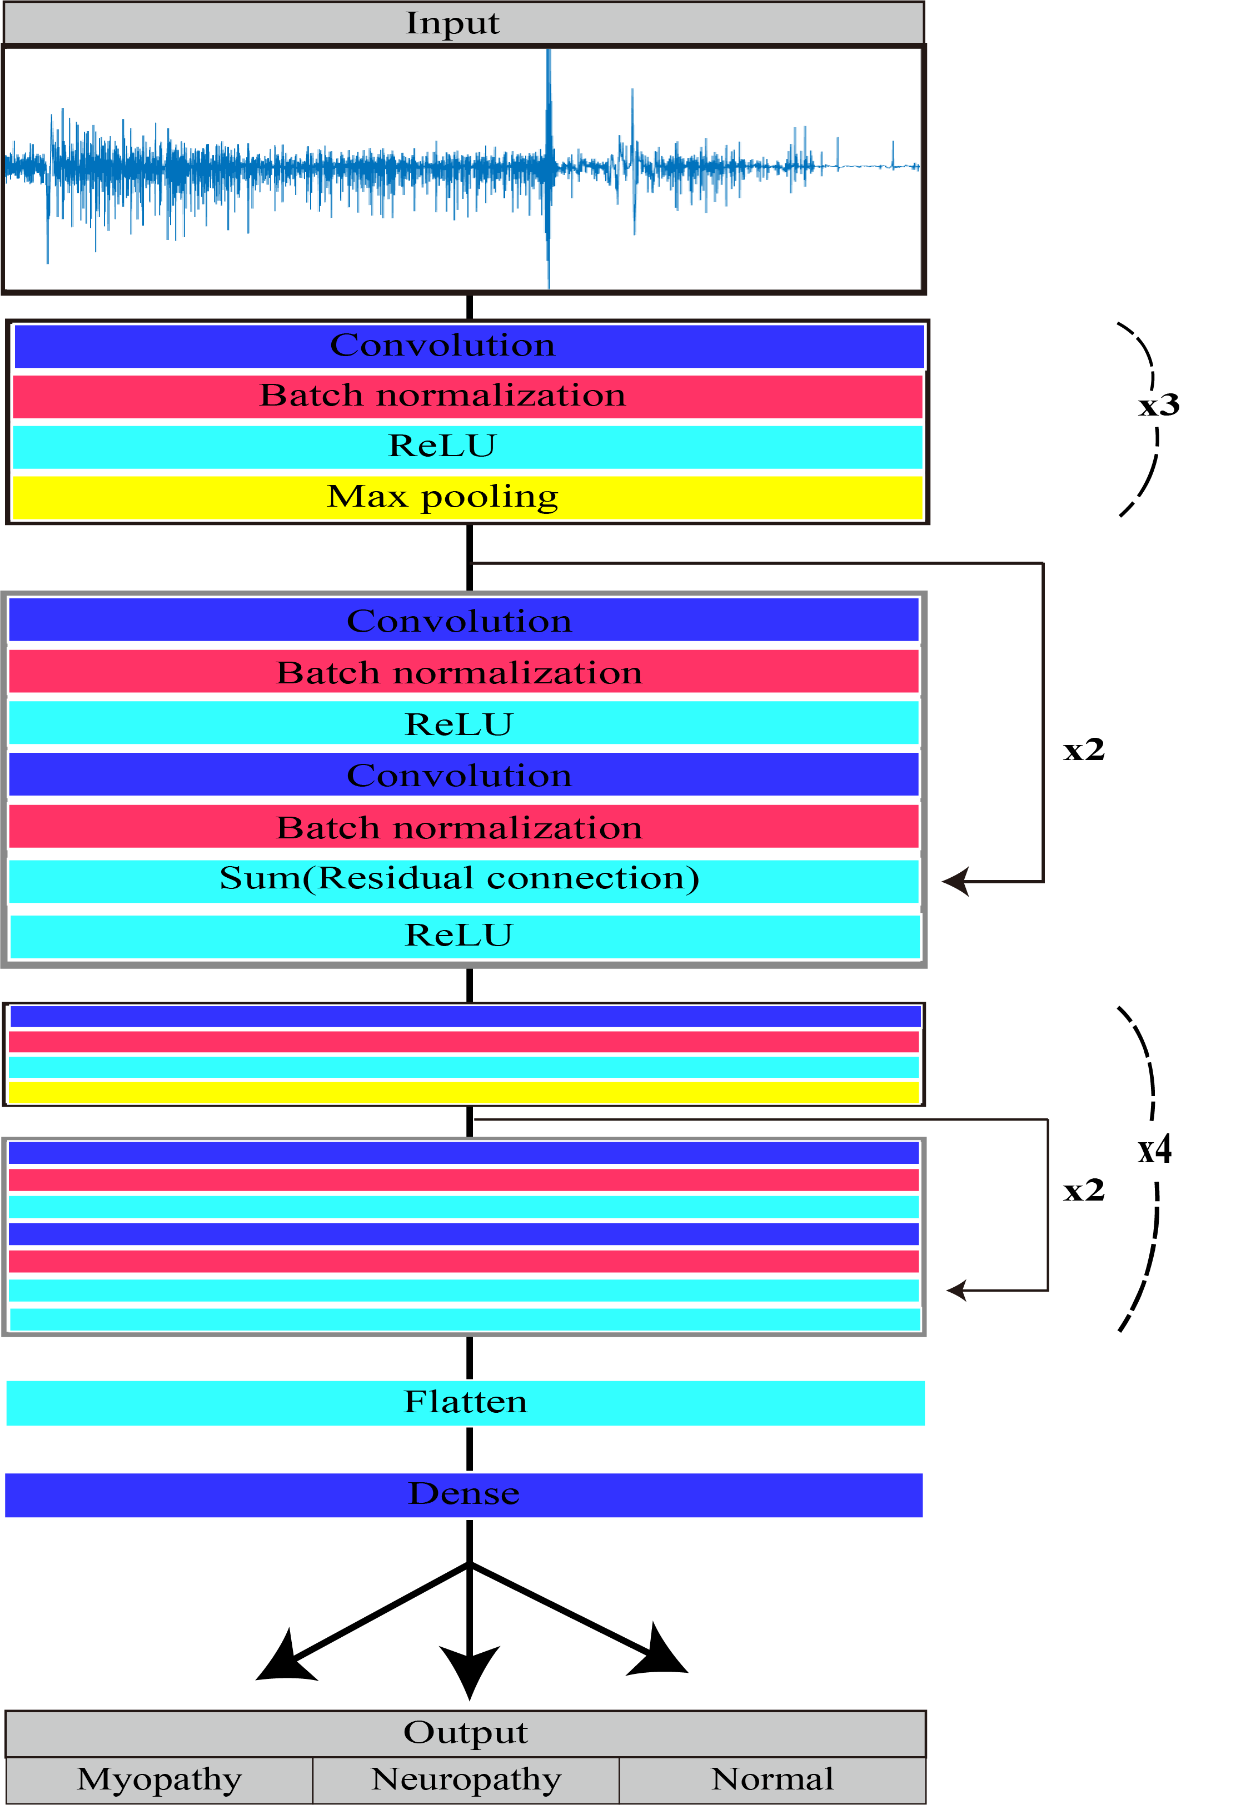 Input
Convolution
Batch normalization
ReLU
Max pooling
x3
Convolution
Batch normalization
ReLU
Convolution
Batch normalization
Sum(Residual connection)
ReLU
x2
x2
x4
Flatten
Dense
Output
Myopathy Neuropathy Normal